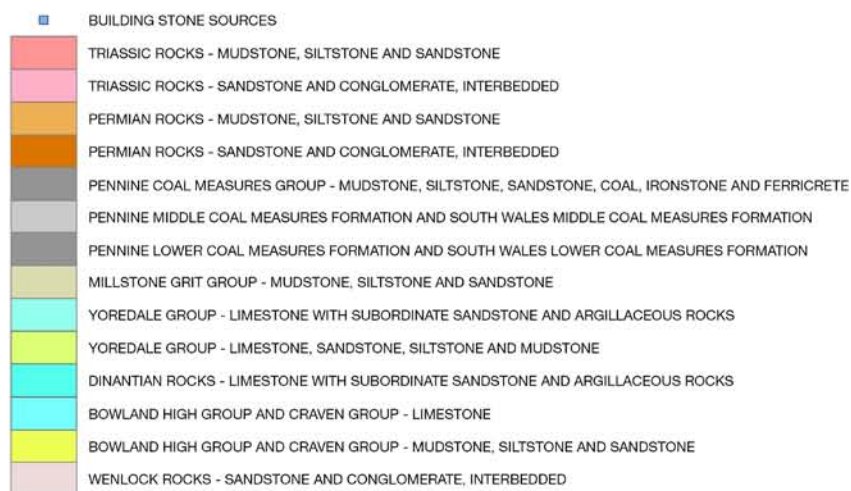 BUILDING STONE SOURCES
TRIASSIC ROCKS - MUDSTONE, SILTSTONE AND SANDSTONE
TRIASSIC ROCKS - SANDSTONE AND CONGLOMERATE, INTERBEDDED
PERMIAN ROCKS - MUDSTONE, SILTSTONE AND SANDSTONE
PERMIAN ROCKS - SANDSTONE AND CONGLOMERATE, INTERBEDDED
PENNINE COAL MEASURES GROUP - MUDSTONE, SILTSTONE, SANDSTONE, COAL, IRONSTONE AND FERRICRETE
PENNINE MIDDLE COAL MEASURES FORMATION AND SOUTH WALES MIDDLE COAL MEASURES FORMATION
PENNINE LOWER COAL MEASURES FORMATION AND SOUTH WALES LOWER COAL MEASURES FORMATION
MILLSTONE GRIT GROUP - MUDSTONE, SILTSTONE AND SANDSTONE
YOREDALE GROUP - LIMESTONE WITH SUBORDINATE SANDSTONE AND ARGILLACEOUS ROCKS
YOREDALE GROUP - LIMESTONE, SANDSTONE, SILTSTONE AND MUDSTONE
DINANTIAN ROCKS - LIMESTONE WITH SUBORDINATE SANDSTONE AND ARGILLACEOUS ROCKS
BOWLAND HIGH GROUP AND CRAVEN GROUP - LIMESTONE
BOWLAND HIGH GROUP AND CRAVEN GROUP - MUDSTONE, SILTSTONE AND SANDSTONE
WENLOCK ROCKS - SANDSTONE AND CONGLOMERATE, INTERBEDDED